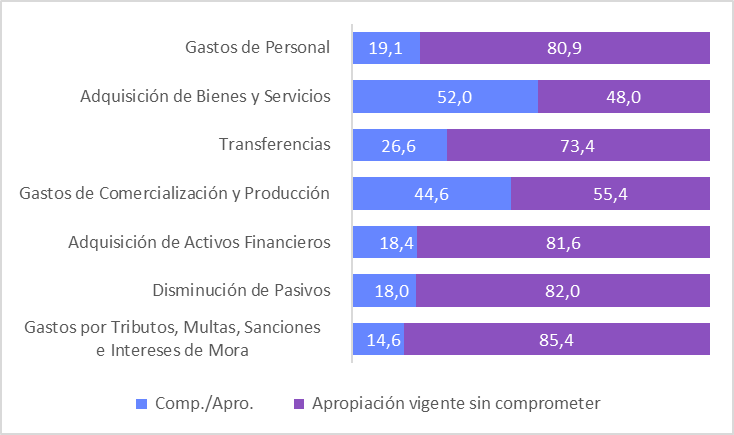 Gastos de Personal 19,1 80,9
Adquisición de Bienes y Servicios 52,0 48,0
Transferencias 26,6 73,4
Gastos de Comercialización y Producción 44,6 55,4
Adquisición de Activos Financieros 18,4 81,6
Disminución de Pasivos 18,0 82,0
Gastos por Tributos, Multas, Sanciones
e Intereses de Mora 14,6 85,4
Comp./Apro. Apropiación vigente sin comprometer